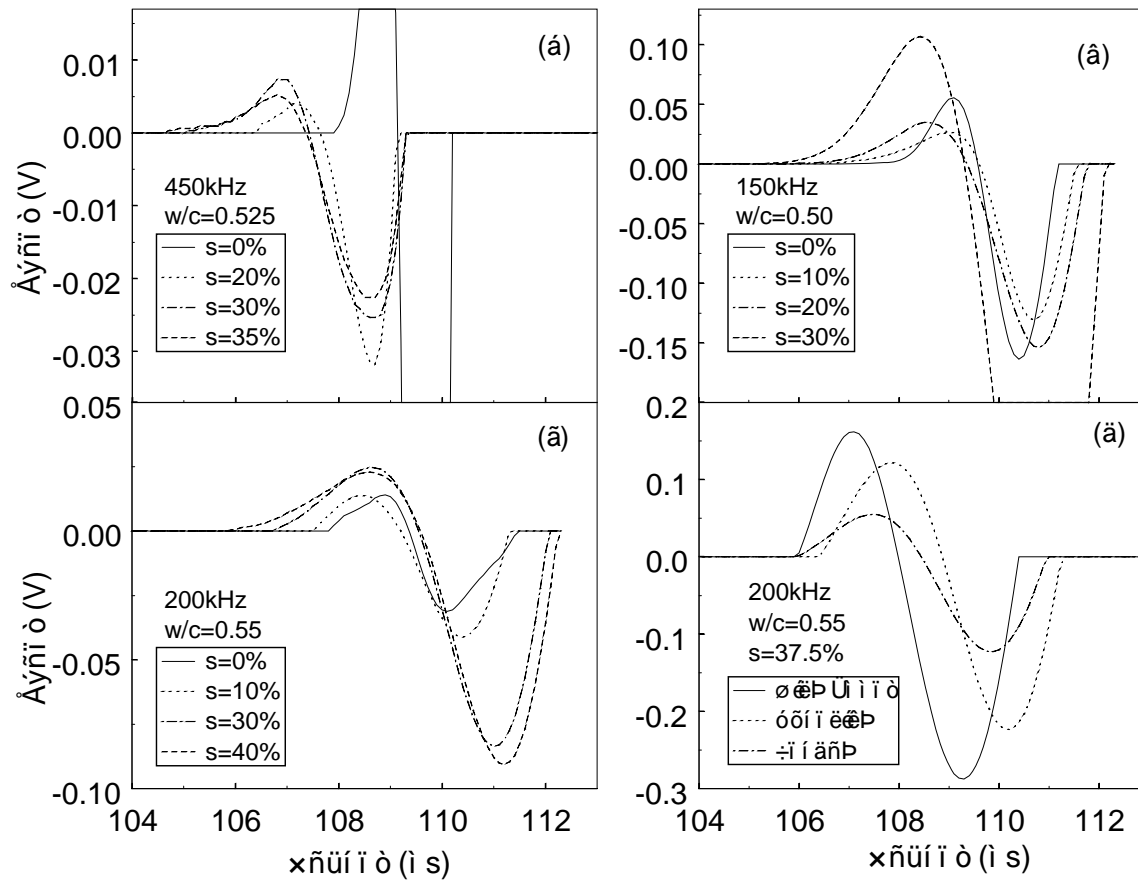 (á)
0.01
0.00
-0.01
-0.02
-0.03
Åýñï ò (V)
450kHz
w/c=0.525
s=0%
s=20%
s=30%
s=35%
(â)
0.10
0.05
0.00
-0.05
-0.10
-0.15
150kHz
w/c=0.50
s=0%
s=10%
s=20%
s=30%
(ã)
0.05
0.00
-0.05
-0.10
Åýñï ò (V)
200kHz
w/c=0.55
s=0%
s=10%
s=30%
s=40%
104 106 108 110 112
×ñüí ï ò (ì s)
(ä)
0.2
0.1
0.0
-0.1
-0.2
-0.3
200kHz
w/c=0.55
s=37.5%
104 106 108 110 112
×ñüí ï ò (ì s)